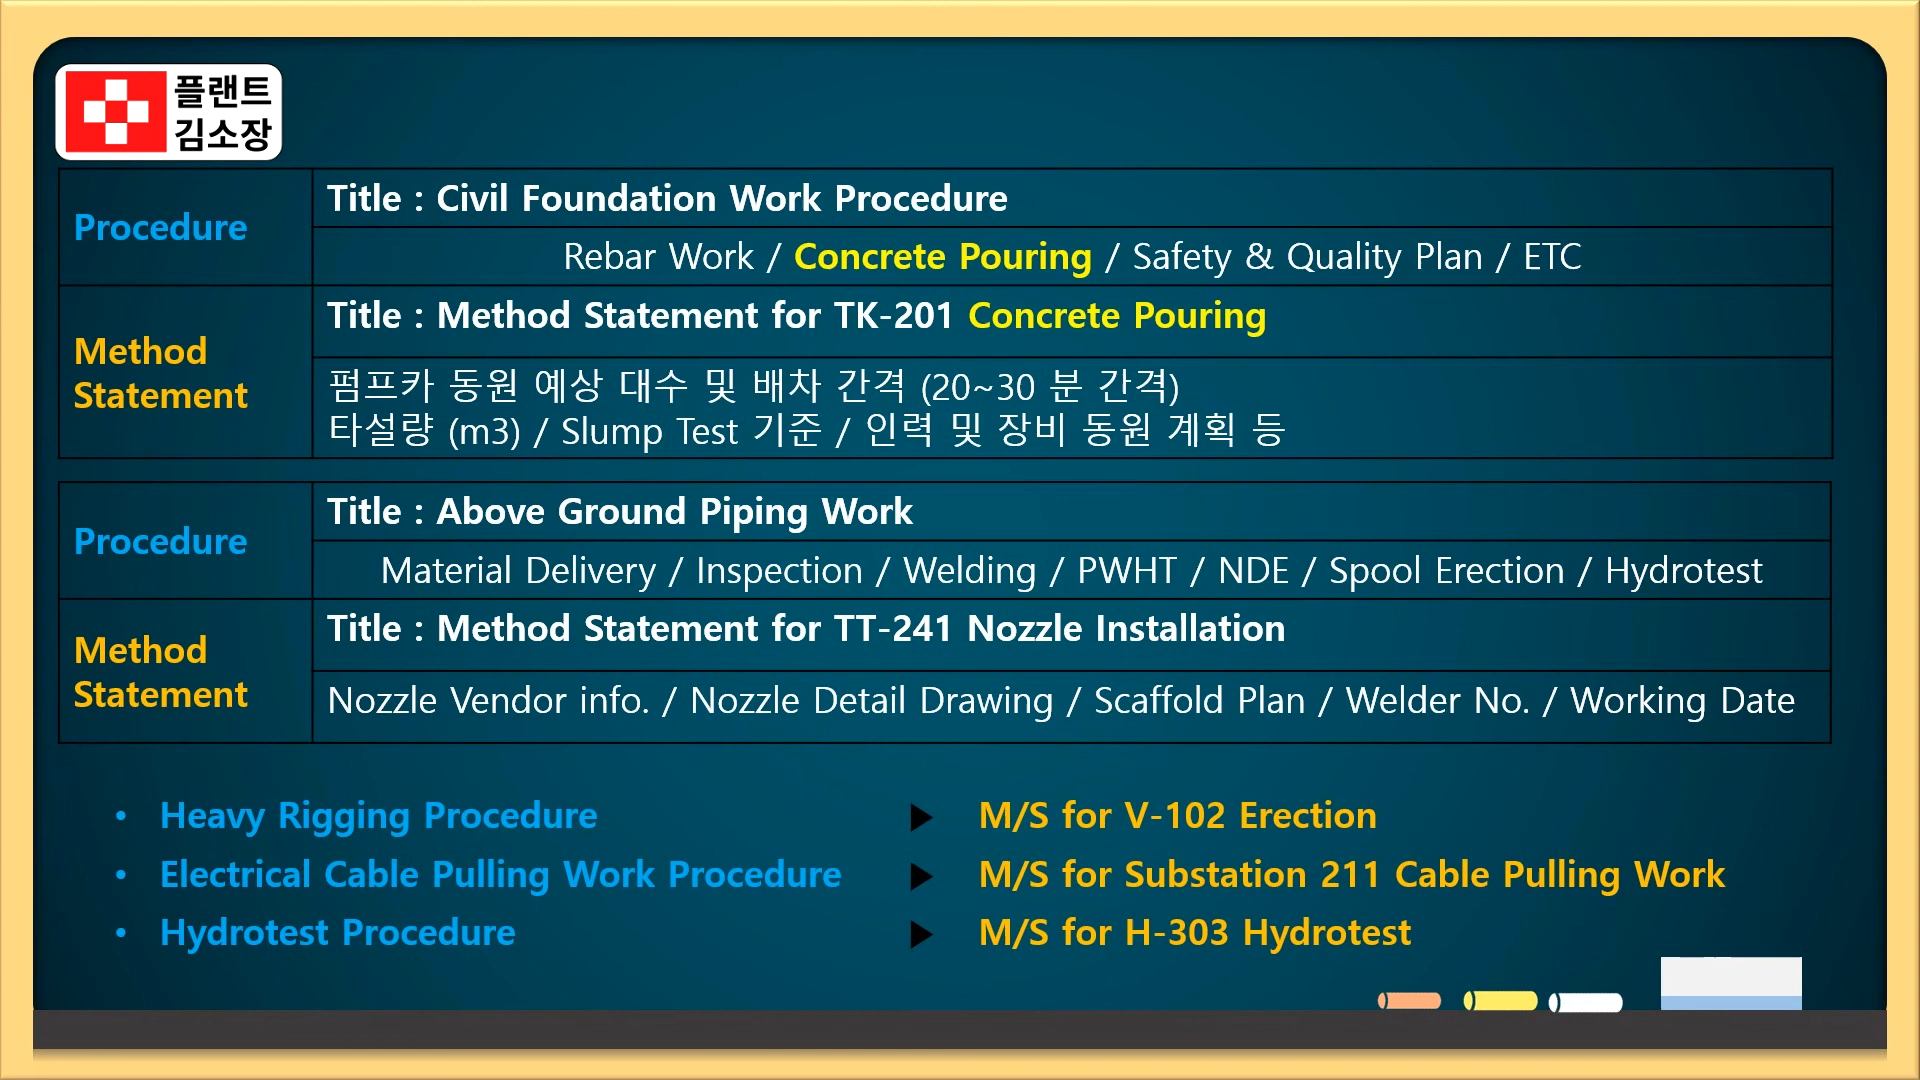 플랜트
김소장
Procedure
Title : Civil Foundation Work Procedure
Rebar Work / Concrete Pouring / Safety & Quality Plan / ETC
Method
Statement
Title : Method Statement for TK-201 Concrete Pouring
펌프카 동원 예상 대수 및 배차 간격 (20~30 분 간격)
타설량 (m3) / Slump Test 기준 / 인력 및 장비 동원 계획 등
Procedure
Title : Above Ground Piping Work
Material Delivery / Inspection / Welding / PWHT / NDE / Spool Erection / Hydrotest
Method
Statement
Title : Method Statement for TT-241 Nozzle Installation
Nozzle Vendor info. / Nozzle Detail Drawing / Scaffold Plan / Welder No. / Working Date
• Heavy Rigging Procedure ▶ M/S for V-102 Erection
• Electrical Cable Pulling Work Procedure ▶ M/S for Substation 211 Cable Pulling Work
• Hydrotest Procedure ▶ M/S for H-303 Hydrotest